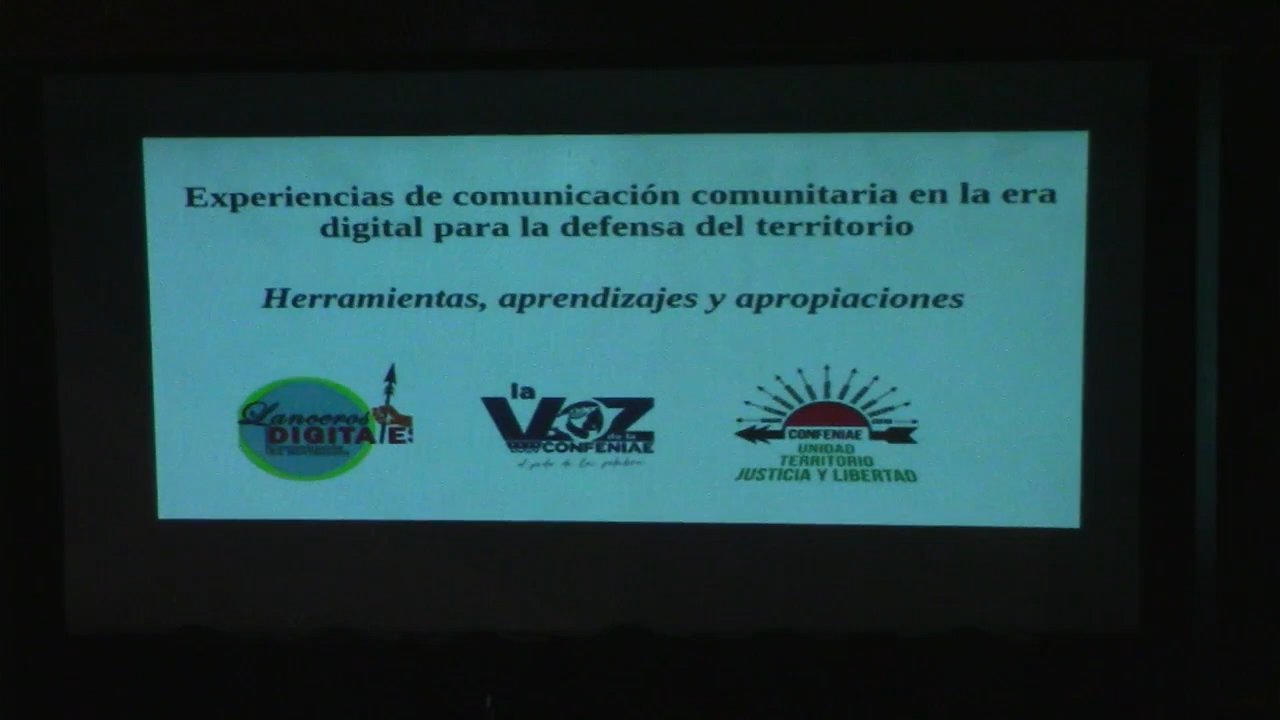 Experiencias de comunicación comunitaria en la era
digital para la defensa del territorio
Herramientas, aprendizajes y apropiaciones
Lanceros
DIGITALES
la
VOZ
de la
CONFENIAE
CONFENIAE
UNIDAD
TERRITORIO
JUSTICIA Y LIBERTAD